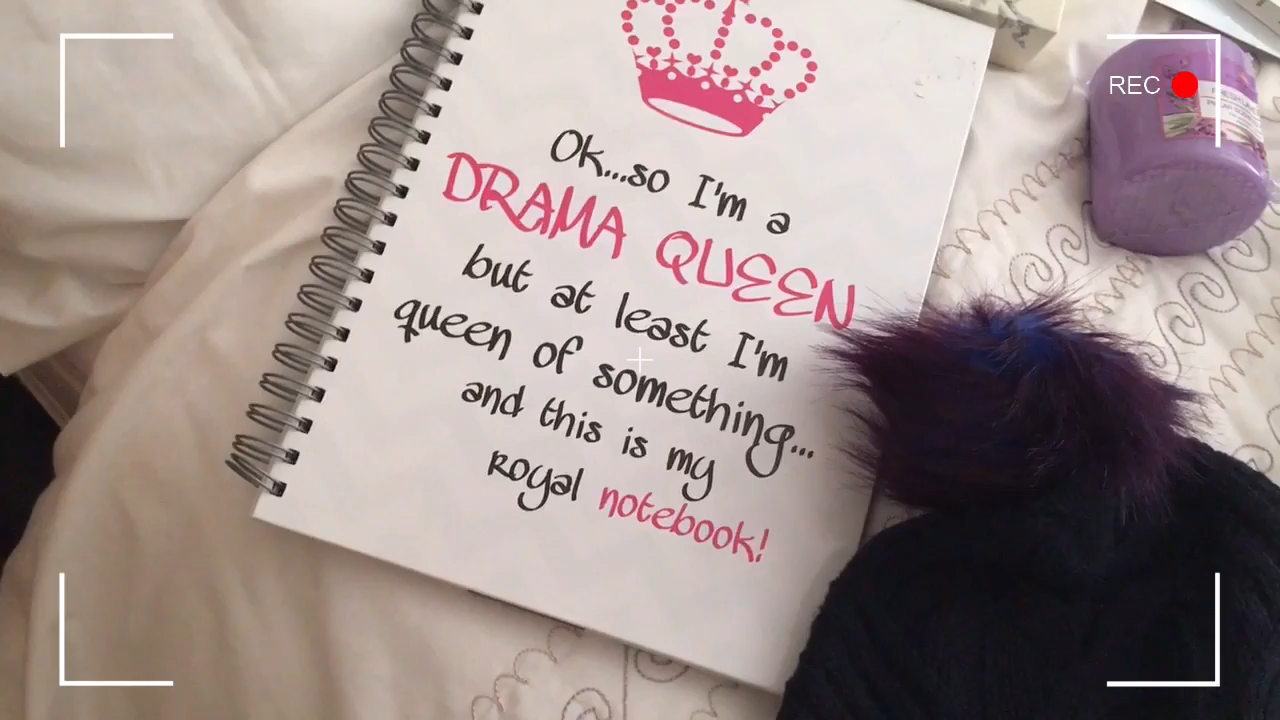 REC
Ok...so I'm a
DRAMA QUEEN
but at least I'm
queen of something...
and this is my
royal notebook!